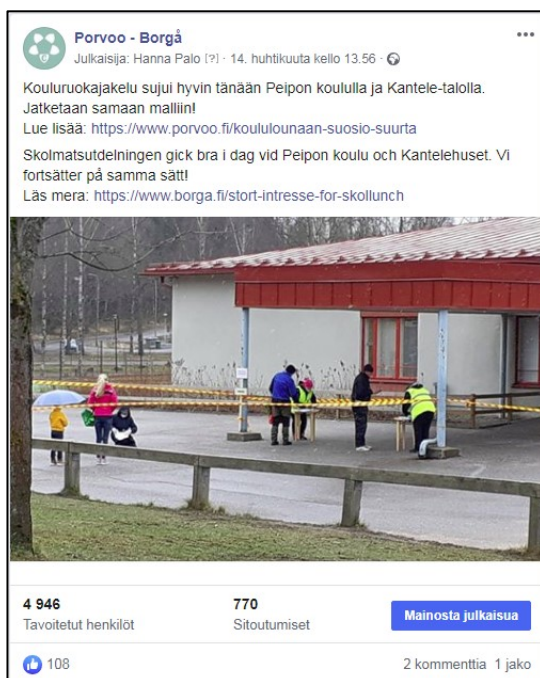 Porvoo - Borgå
Julkaisija: Hanna Palo [?] · 14. huhtikuuta kello 13.56 ·
Kouluruokajakelu sujui hyvin tänään Peipon koululla ja Kantele-talolla.
Jatketaan samaan malliin!
Lue lisää: https://www.porvoo.fi/koululounaan-suosio-suurta
Skolmatsutdelningen gick bra i dag vid Peipon koulu och Kantelehuset. Vi
fortsätter på samma sätt!
Läs mera: https://www.borga.fi/stort-intresse-for-skollunch
4 946
Tavoitetut henkilöt
770
Sitoutumiset
Mainosta julkaisua
108
2 kommenttia 1 jako